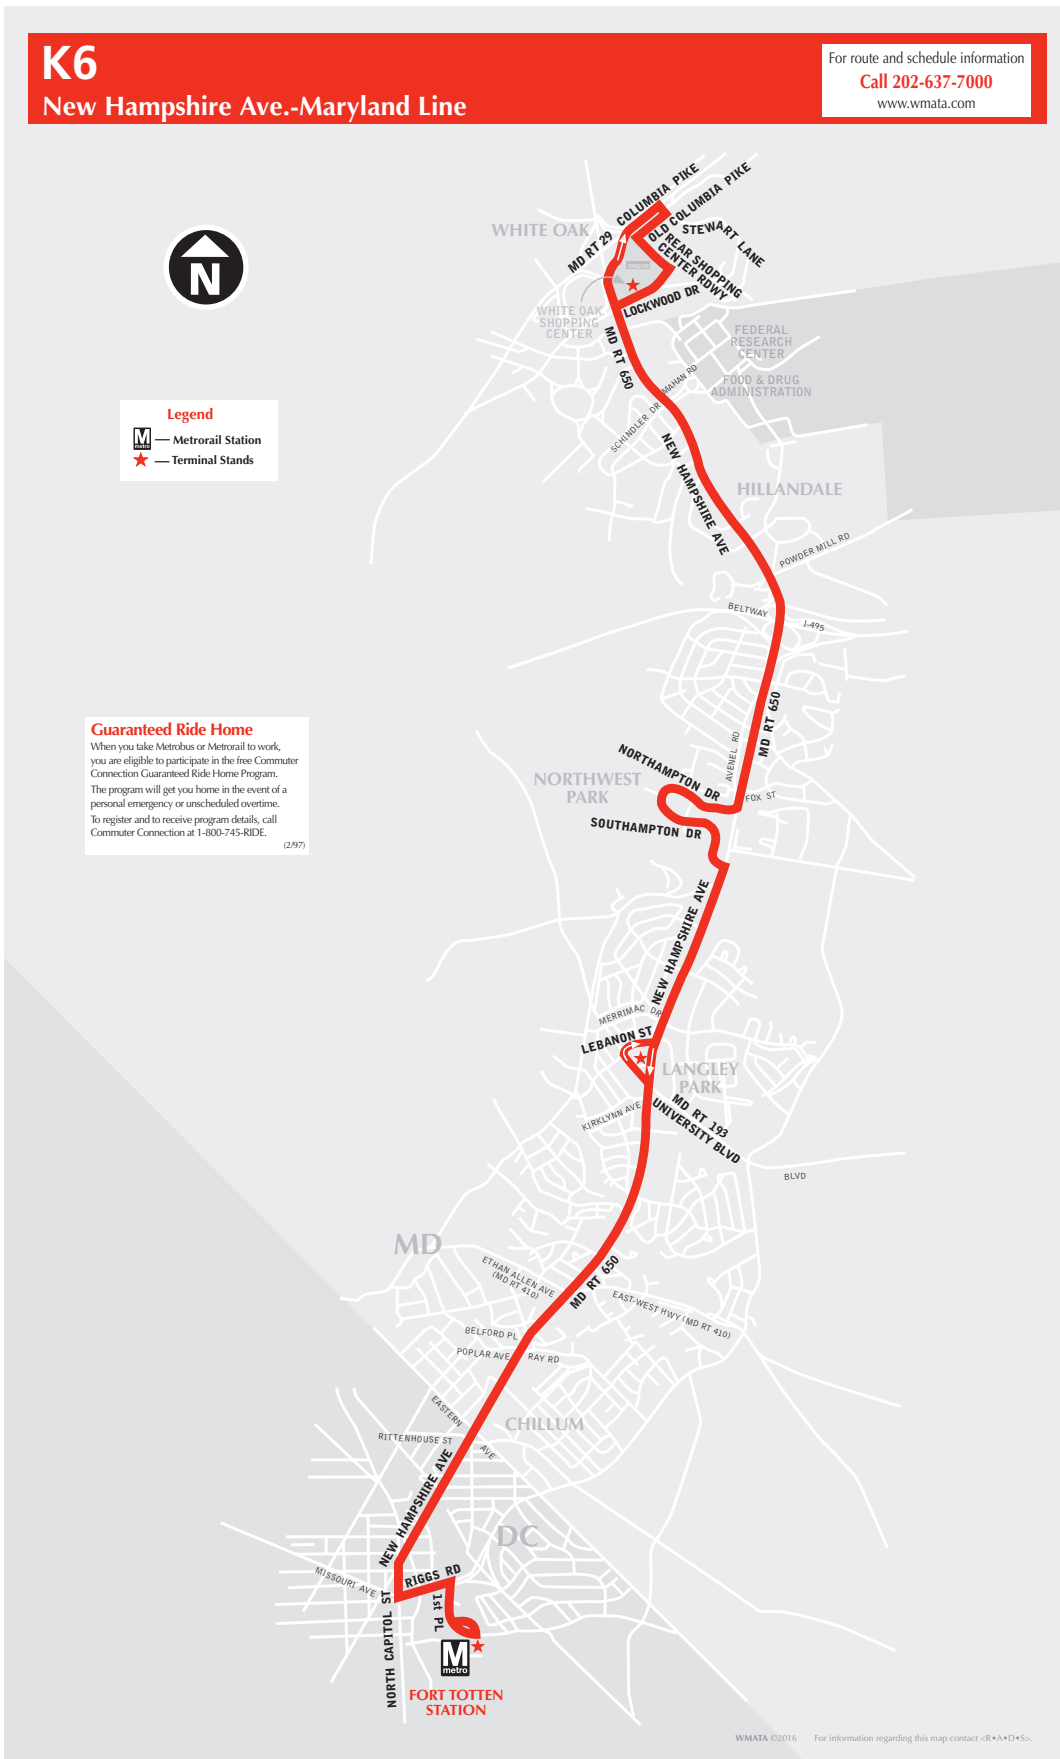 K6
New Hampshire Ave.-Maryland Line
For route and schedule information
Call 202-637-7000
www.wmata.com
N
Legend
M
metro
Metrorail Station
Terminal Stands
Guaranteed Ride Home
When you take Metrobus or Metrorail to work,
you are eligible to participate in the free Commuter
Connection Guaranteed Ride Home Program.
The program will get you home in the event of a
personal emergency or unscheduled overtime.
To register and to receive program details, call
Commuter Connection at 1-800-745-RIDE.
(2/97)
WHITE OAK
MD RT 29
COLUMBIA PIKE
OLD COLUMBIA PIKE
STEWART LANE
REAR SHOPPING
CENTER RDWY
LOCKWOOD DR
WHITE OAK
SHOPPING
CENTER
FEDERAL
RESEARCH
CENTER
FOOD & DRUG
ADMINISTRATION
MD RT 650
MAHAN RD
SCHINDLER DR
NEW HAMPSHIRE AVE
HILLANDALE
POWDER MILL RD
BELTWAY
I-495
MD RT 650
AVENEL RD
NORTHAMPTON DR
NORTHWEST
PARK
FOX ST
SOUTHAMPTON DR
NEW HAMPSHIRE AVE
MERRIMAC DR
LEBANON ST
LANGLEY
PARK
KIRKLYNN AVE
MD RT 193
UNIVERSITY BLVD
BLVD
MD
ETHAN ALLEN AVE
(MD RT 410)
MD RT 650
EAST-WEST HWY (MD RT 410)
BELFORD PL
POPLAR AVE
RAY RD
EASTERN
AVE
CHILLUM
RITTENHOUSE ST
NEW HAMPSHIRE AVE
DC
MISSOURI AVE
RIGGS RD
1st PL
NORTH CAPITOL ST
M
metro
FORT TOTTEN
STATION
WMATA ©2016
For information regarding this map contact <R•A•D•S>.